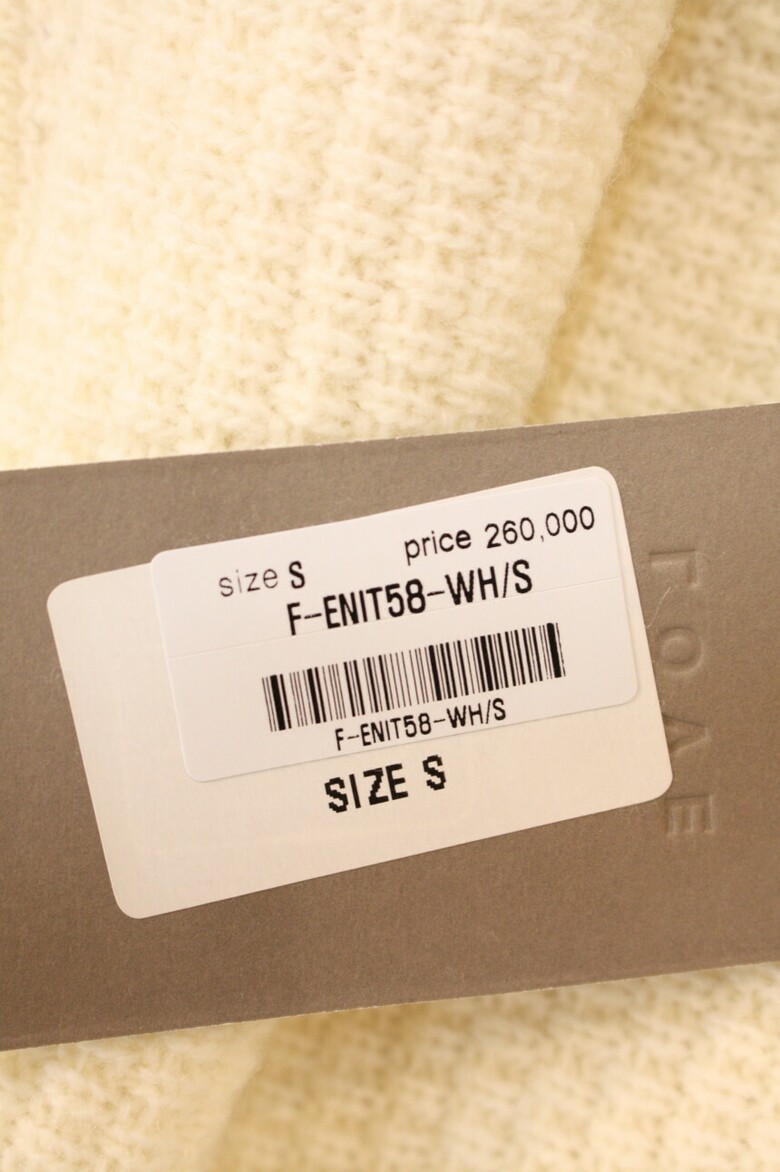 size S price 260,000
F-ENIT58-WH/S
F-ENIT58-WH/S
SIZE S